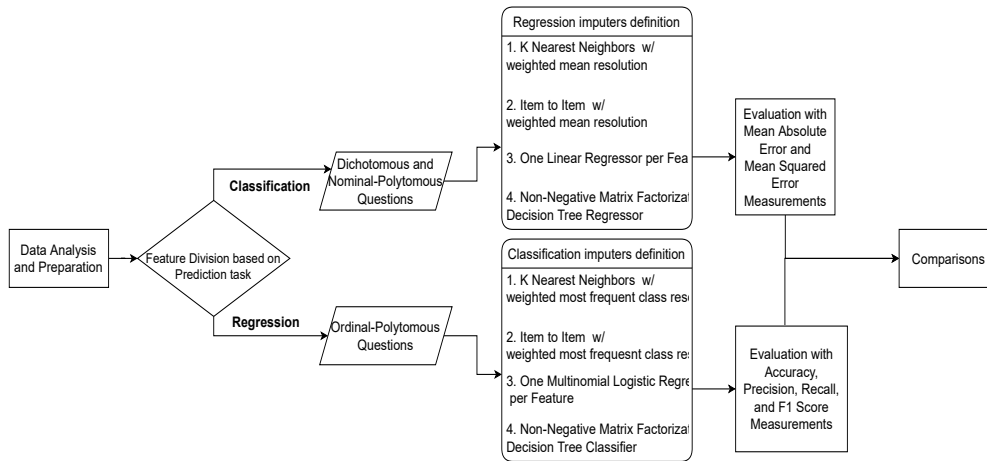 Data Analysis
and Preparation
Feature Division based on
Prediction task
Classification
Regression
Dichotomous and
Nominal-Polytomous
Questions
Ordinal-Polytomous
Questions
Regression imputers definition
1. K Nearest Neighbors w/
weighted mean resolution
2. Item to Item w/
weighted mean resolution
3. One Linear Regressor per Fea
4. Non-Negative Matrix Factorizat
Decision Tree Regressor
Classification imputers definition
1. K Nearest Neighbors w/
weighted most frequent class reso
2. Item to Item w/
weighted most frequesnt class res
3. One Multinomial Logistic Regre
per Feature
4. Non-Negative Matrix Factorizat
Decision Tree Classifier
Evaluation with
Mean Absolute
Error and
Mean Squared
Error
Measurements
Evaluation with
Accuracy,
Precision, Recall,
and F1 Score
Measurements
Comparisons